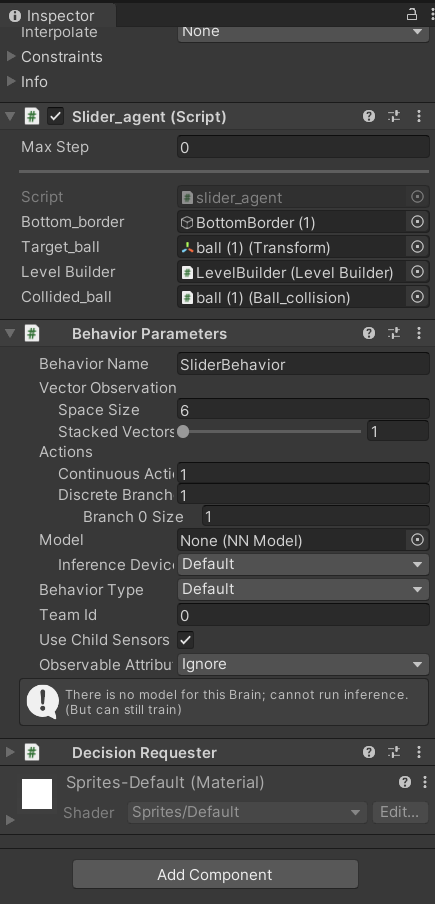 Inspector
Interpolate None
Constraints
Info
Slider_agent (Script)
Max Step 0
Script slider_agent
Bottom_border BottomBorder (1)
Target_ball ball (1) (Transform)
Level Builder LevelBuilder (Level Builder)
Collided_ball ball (1) (Ball_collision)
Behavior Parameters
Behavior Name SliderBehavior
Vector Observation
Space Size 6
Stacked Vectors 1
Actions
Continuous Acti 1
Discrete Branch 1
Branch 0 Size 1
Model None (NN Model)
Inference Device Default
Behavior Type Default
Team Id 0
Use Child Sensors
Observable Attribu Ignore
There is no model for this Brain; cannot run inference.
(But can still train)
Decision Requester
Sprites-Default (Material)
Shader Sprites/Default Edit...
Add Component